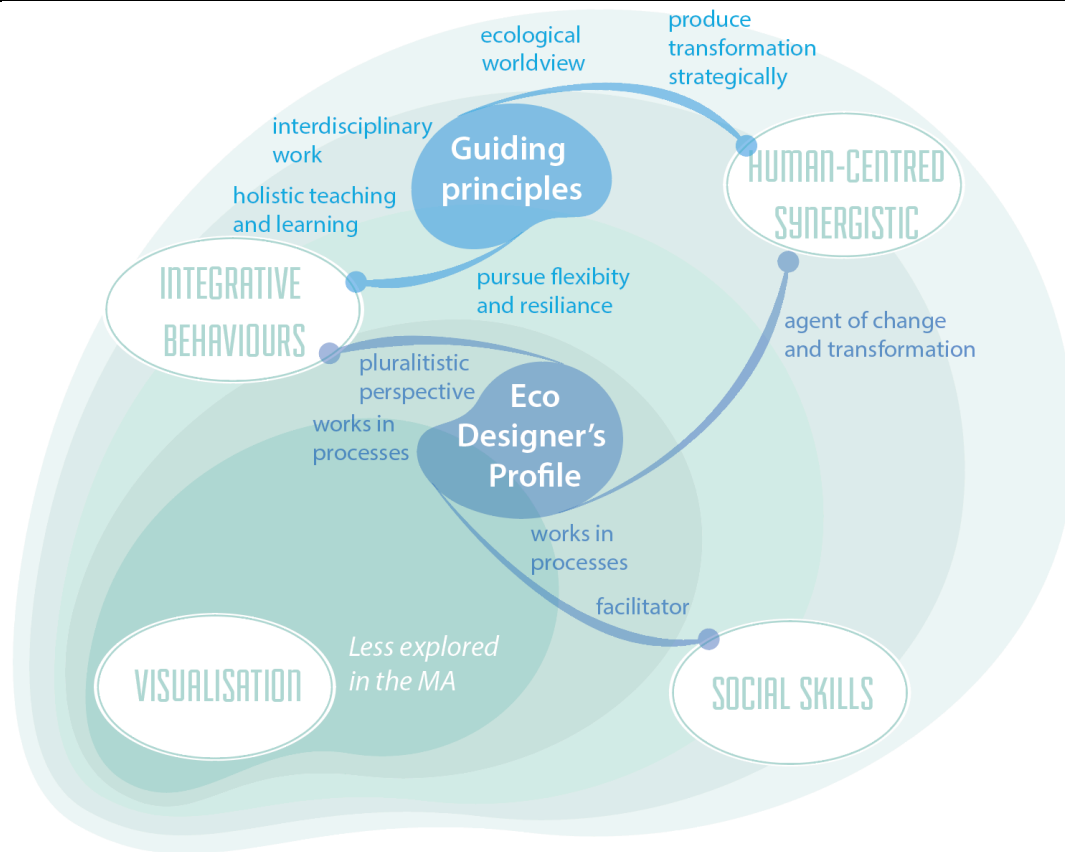 ecological
worldview
produce
transformation
strategically
interdisciplinary
work
Guiding
principles
holistic teaching
and learning
HUMAN-CENTRED
SYNERGISTIC
INTEGRATIVE
BEHAVIOURS
pursue flexibity
and resiliance
agent of change
and transformation
pluralitistic
perspective
works in
processes
Eco
Designer's
Profile
works in
processes
facilitator
VISUALISATION
Less explored
in the MA
SOCIAL SKILLS